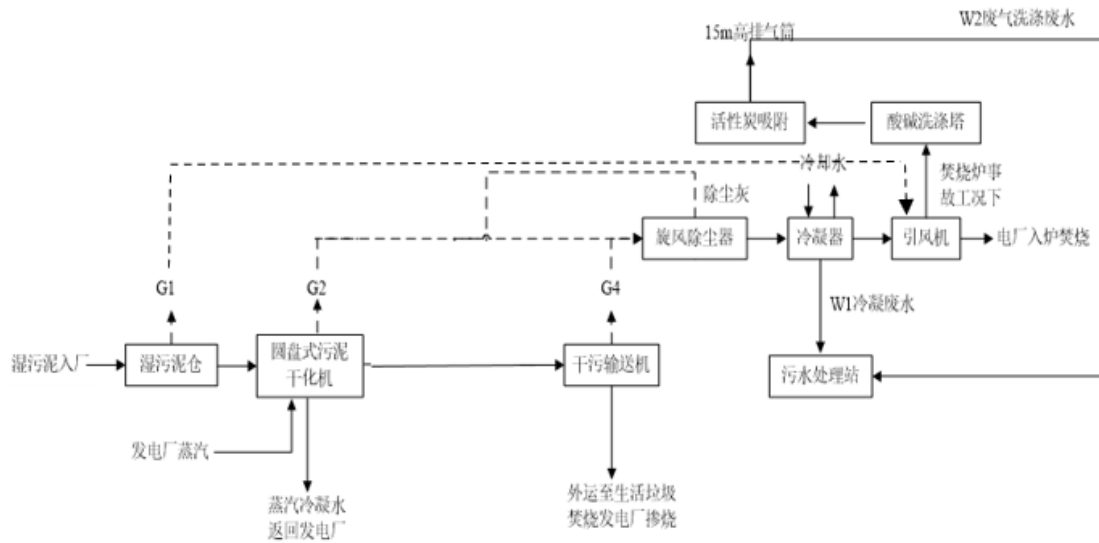 W2废气洗涤废水
15m高排气筒
活性炭吸附
酸碱洗涤塔
冷却水
焚烧炉事
故工况下
除尘灰
旋风除尘器
冷凝器
引风机
电厂入炉焚烧
G1
G2
G4
W1冷凝废水
湿污泥入厂
湿污泥仓
圆盘式污泥
干化机
干污输送机
污水处理站
发电厂蒸汽
蒸汽冷凝水
返回发电厂
外运至生活垃圾
焚烧发电厂掺烧